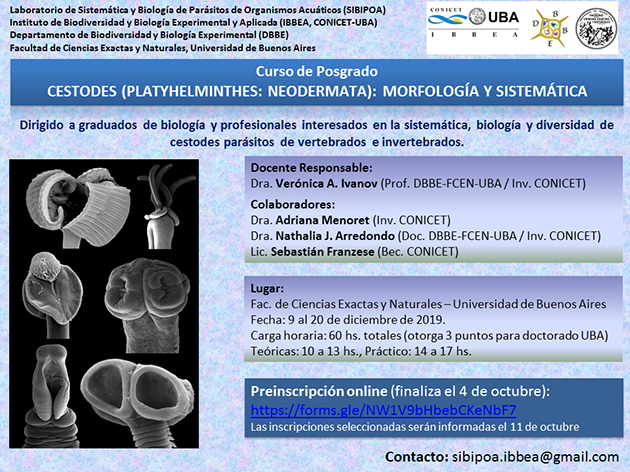 Laboratorio de Sistemática y Biología de Parásitos de Organismos Acuáticos (SIBIPOA)
Instituto de Biodiversidad y Biología Experimental y Aplicada (IBBEA, CONICET-UBA)
Departamento de Biodiversidad y Biología Experimental (DBBE)
Facultad de Ciencias Exactas y Naturales, Universidad de Buenos Aires
CONICET
UBA
I B B E A
D B B E
Curso de Posgrado
CESTODES (PLATYHELMINTHES: NEODERMATA): MORFOLOGÍA Y SISTEMÁTICA
Dirigido a graduados de biología y profesionales interesados en la sistemática, biología y diversidad de
cestodes parásitos de vertebrados e invertebrados.
Docente Responsable:
Dra. Verónica A. Ivanov (Prof. DBBE-FCEN-UBA / Inv. CONICET)
Colaboradores:
Dra. Adriana Menoret (Inv. CONICET)
Dra. Nathalia J. Arredondo (Doc. DBBE-FCEN-UBA / Inv. CONICET)
Lic. Sebastián Franzese (Bec. CONICET)
Lugar:
Fac. de Ciencias Exactas y Naturales – Universidad de Buenos Aires
Fecha: 9 al 20 de diciembre de 2019.
Carga horaria: 60 hs. totales (otorga 3 puntos para doctorado UBA)
Teóricas: 10 a 13 hs., Práctico: 14 a 17 hs.
Preinscripción online (finaliza el 4 de octubre):
https://forms.gle/NW1V9bHbebCKeNbF7
Las inscripciones seleccionadas serán informadas el 11 de octubre
Contacto: sibipoa.ibbea@gmail.com